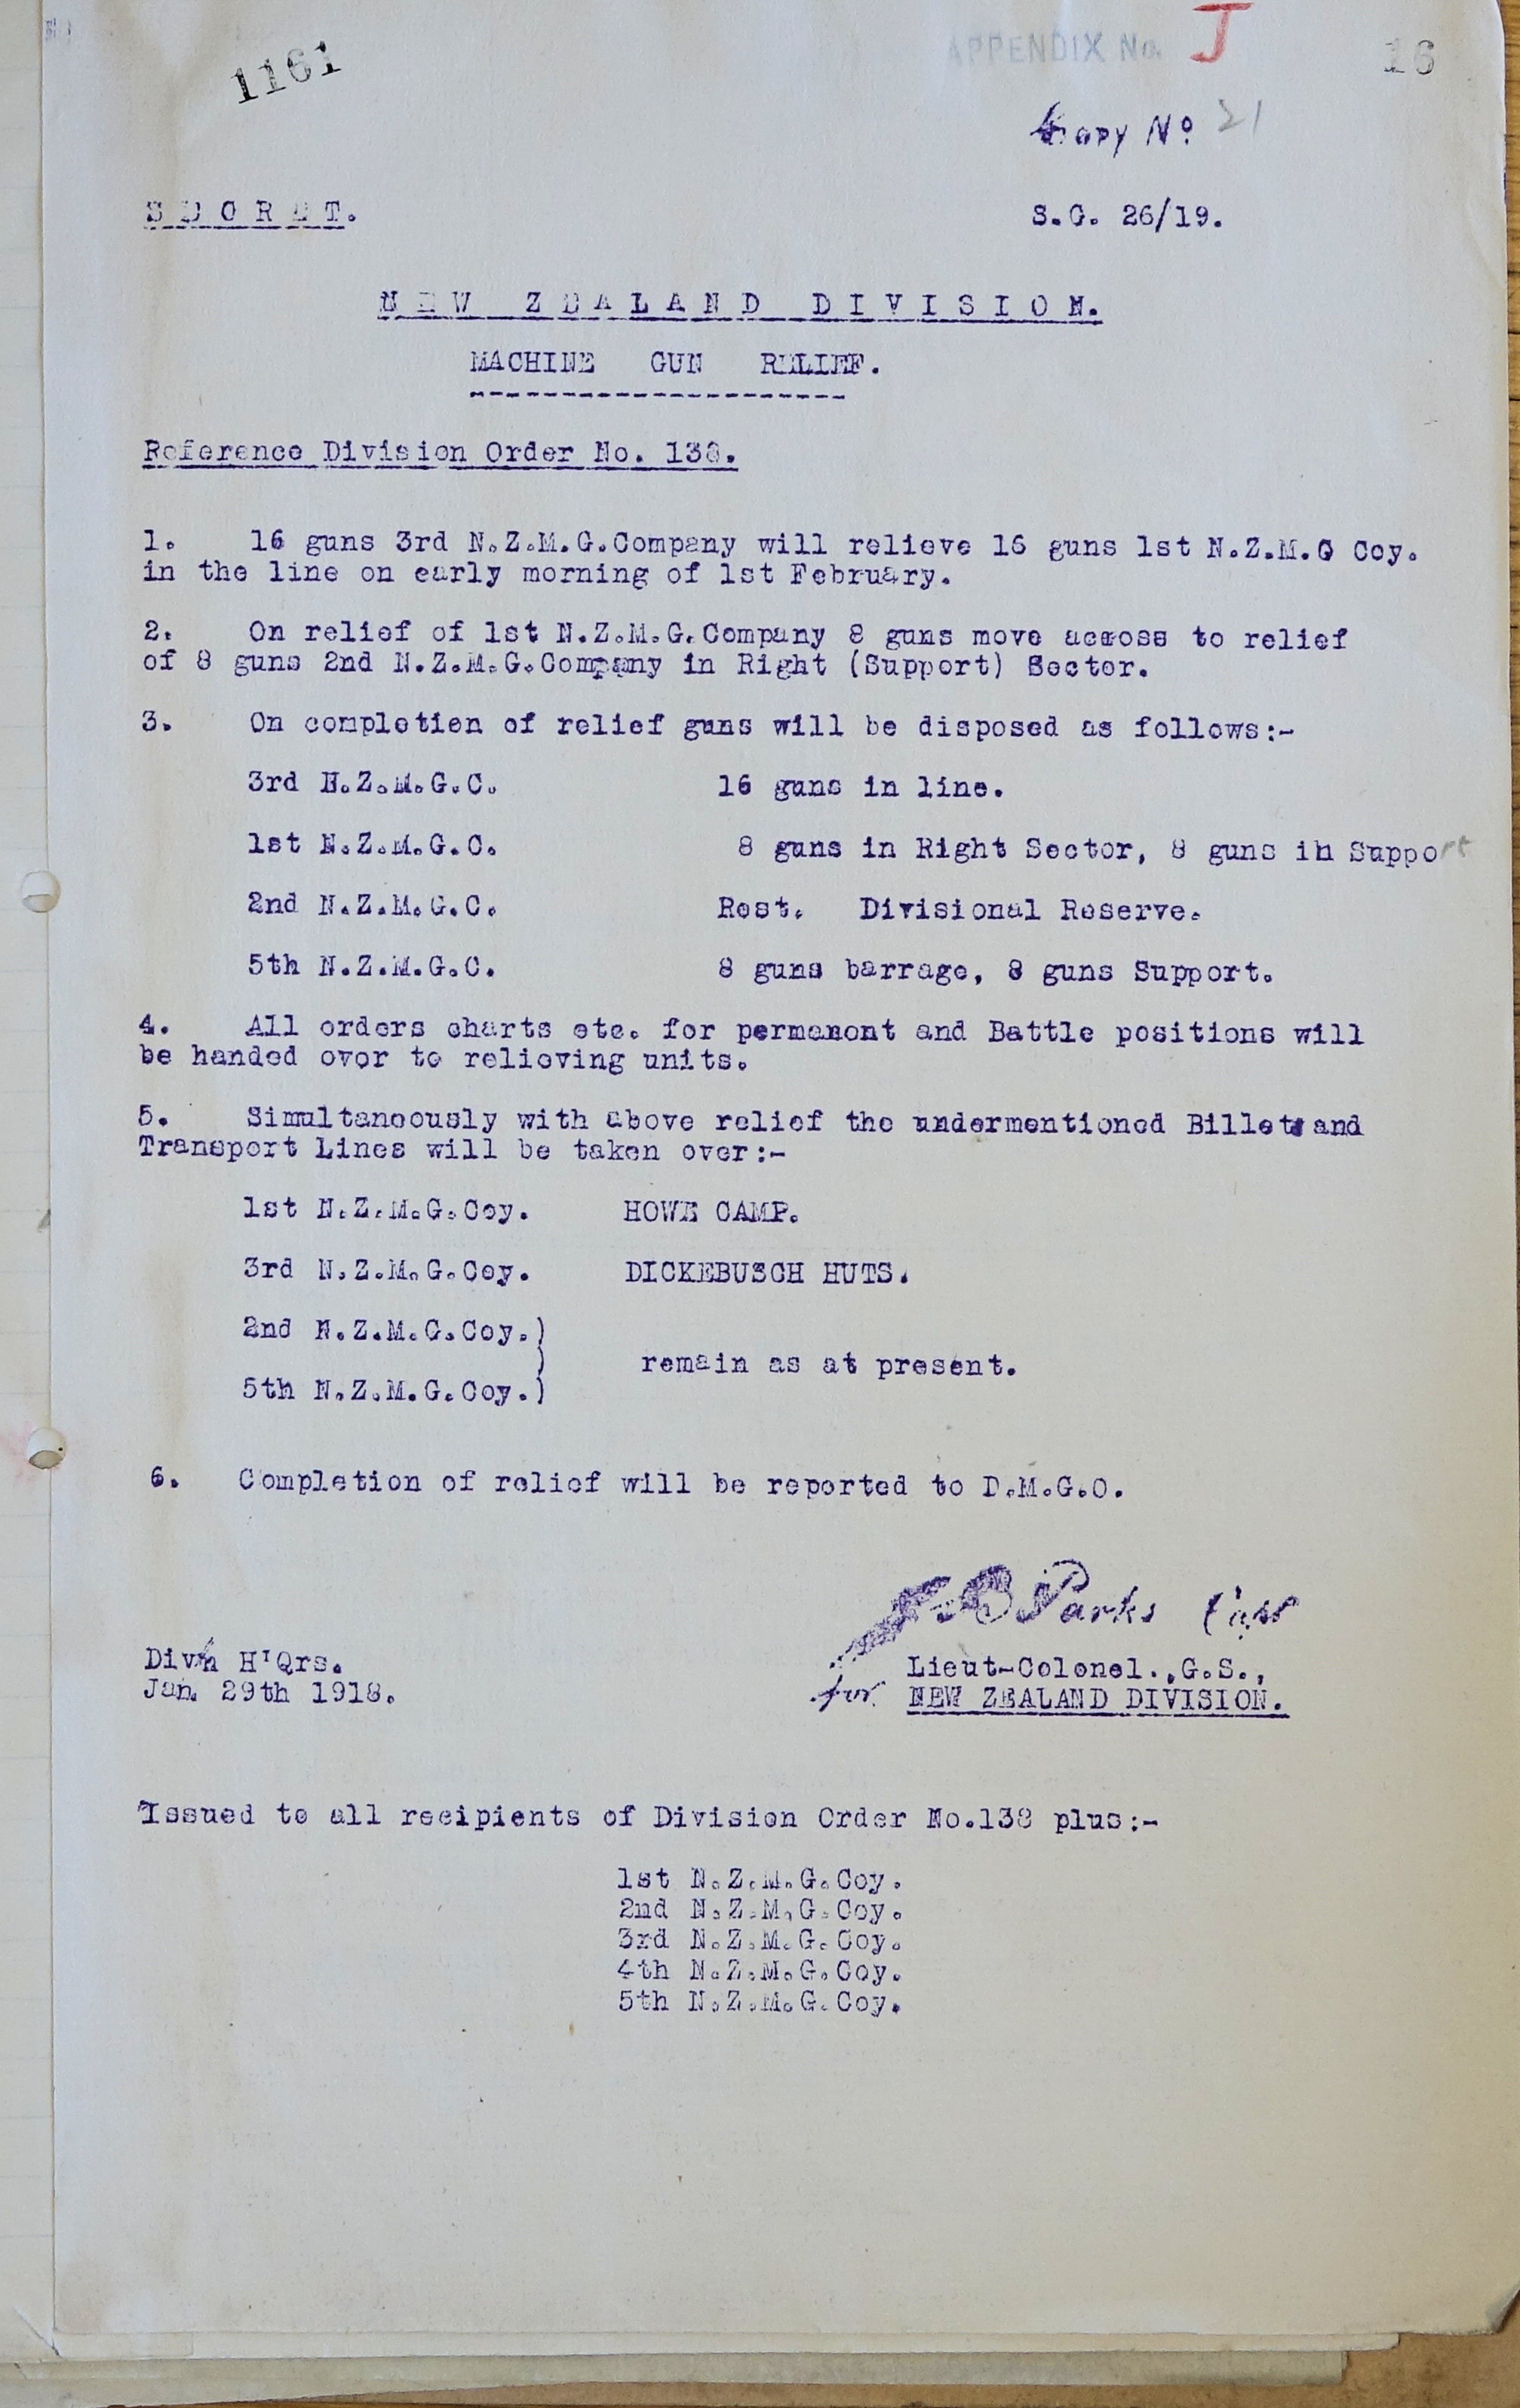 1161
APPENDIX No. J
16
Copy No 21
SECRET.
S.G. 26/19.
NEW ZEALAND DIVISION.
MACHINE GUN RELIEF.
Reference Division Order No. 138.
1. 16 guns 3rd N.Z.M.G.Company will relieve 16 guns 1st N.Z.M.G Coy.
in the line on early morning of 1st February.
2. On relief of 1st N.Z.M.G.Company 8 guns move across to relief
of 8 guns 2nd N.Z.M.G.Company in Right (Support) Sector.
3. On completion of relief guns will be disposed as follows:-
3rd N.Z.M.G.C. 16 guns in line.
1st N.Z.M.G.C. 8 guns in Right Sector, 8 guns in Support
2nd N.Z.M.G.C. Rest. Divisional Reserve.
5th N.Z.M.G.C. 8 guns barrage, 8 guns Support.
4. All orders charts etc. for permanent and Battle positions will
be handed over to relieving units.
5. Simultaneously with above relief the undermentioned Billets and
Transport Lines will be taken over:-
1st N.Z.M.G.Coy. HOWE CAMP.
3rd N.Z.M.G.Coy. DICKEBUSCH HUTS.
2nd N.Z.M.G.Coy.)
) remain as at present.
5th N.Z.M.G.Coy.)
6. Completion of relief will be reported to D.M.G.O.
Parks Capt
Divn H'Qrs. Lieut-Colonel.,G.S.,
Jan. 29th 1918. for NEW ZEALAND DIVISION.
Issued to all recipients of Division Order No.138 plus:-
1st N.Z.M.G.Coy.
2nd N.Z.M.G.Coy.
3rd N.Z.M.G.Coy.
4th N.Z.M.G.Coy.
5th N.Z.M.G.Coy.